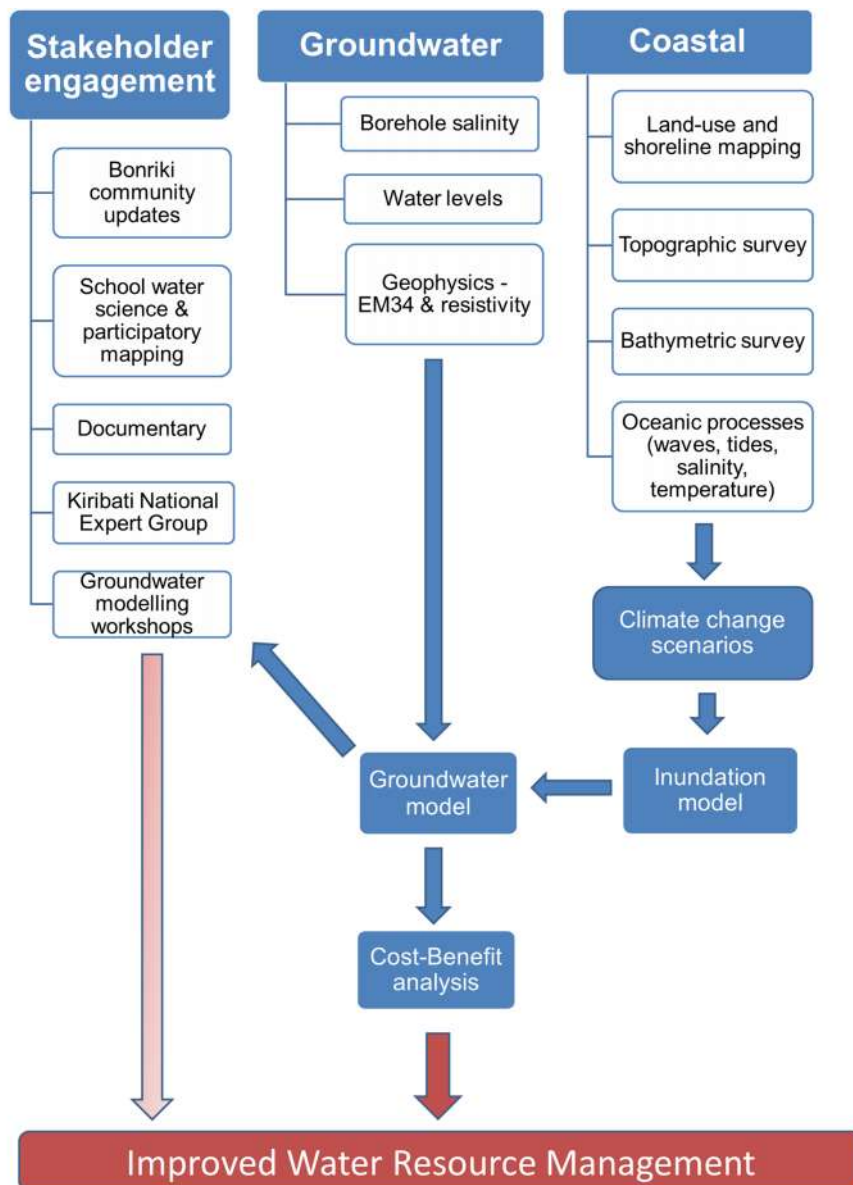 Stakeholder
engagement
Bonriki
community
updates
School water
science &
participatory
mapping
Documentary
Kiribati National
Expert Group
Groundwater
modelling
workshops
Groundwater
Borehole salinity
Water levels
Geophysics -
EM34 & resistivity
Coastal
Land-use and
shoreline mapping
Topographic survey
Bathymetric survey
Oceanic processes
(waves, tides,
salinity,
temperature)
Climate change
scenarios
Inundation
model
Groundwater
model
Cost-Benefit
analysis
Improved Water Resource Management